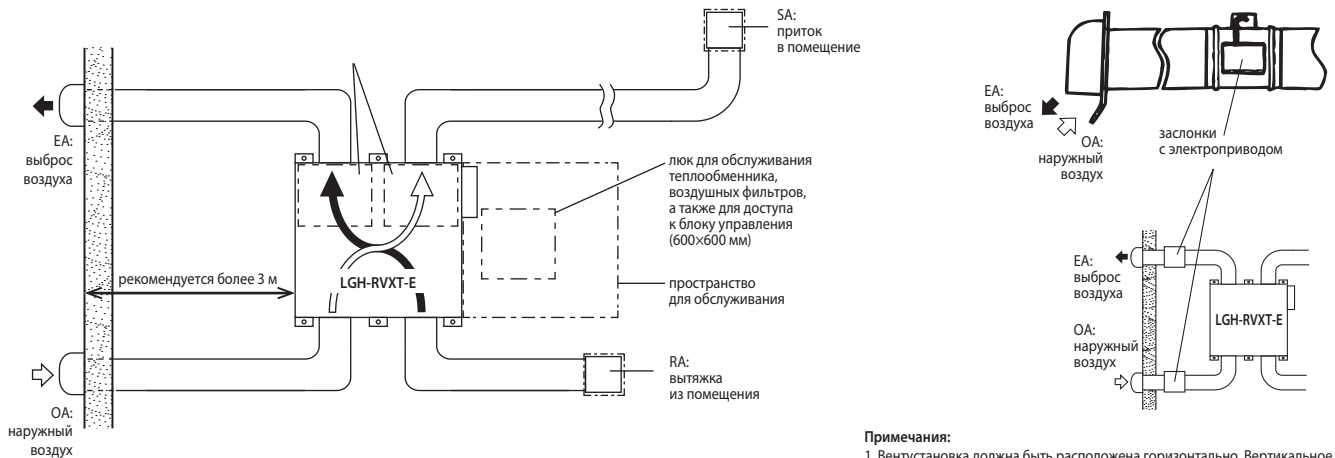 SA:
приток
в помещение
EA:
выброс
воздуха
люк для обслуживания
теплообменника,
воздушных фильтров,
а также для доступа
к блоку управления
(600×600 мм)
рекомендуется более 3 м
LGH-RVXT-E
пространство
для обслуживания
OA:
наружный
воздух
RA:
вытяжка
из помещения
EA:
выброс
воздуха
OA:
наружный
воздух
заслонки
с электроприводом
EA:
выброс
воздуха
OA:
наружный
воздух
LGH-RVXT-E
Примечания:
1. Вентустановка должна быть расположена горизонтально. Вертикальное